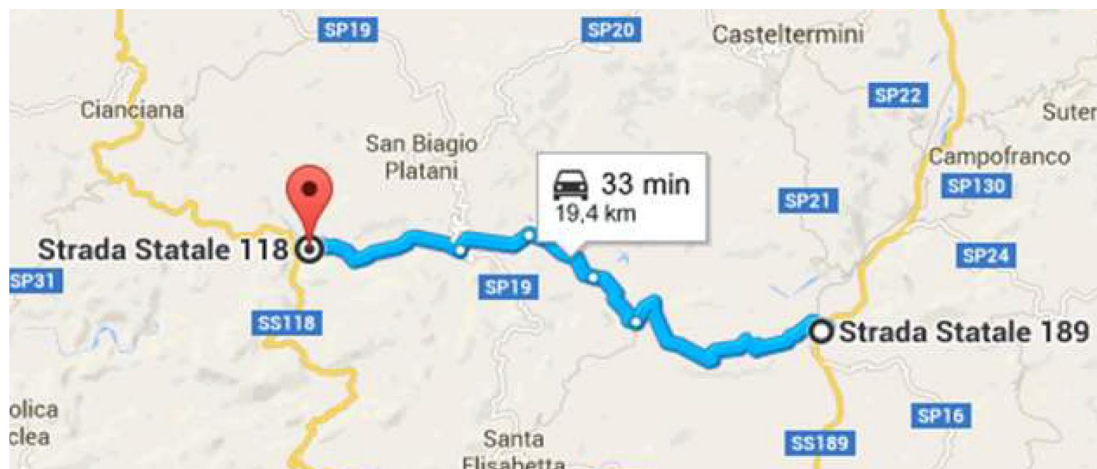 SP19
SP20
Casteltermini
Cianciana
SP22
Suter
San Biagio
Platani
Campofranco
33 min
19,4 km
SP130
SP21
Strada Statale 118
SP24
SP31
SP19
SS118
Strada Statale 189
olica
clea
SP16
Santa
Elisabetta
SS189